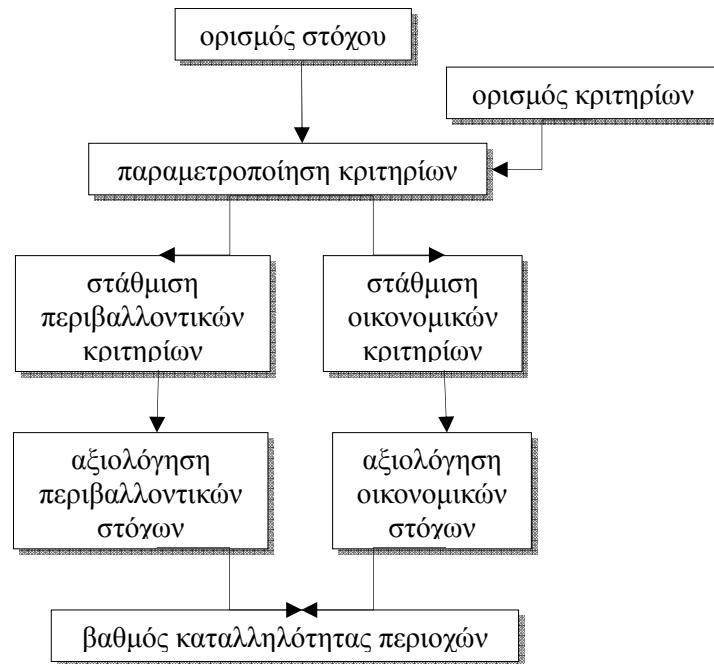 ορισμός στόχου
ορισμός κριτηρίων
παραμετροποίηση κριτηρίων
στάθμιση
περιβαλλοντικών
κριτηρίων
στάθμιση
οικονομικών
κριτηρίων
αξιολόγηση
περιβαλλοντικών
στόχων
αξιολόγηση
οικονομικών
στόχων
βαθμός καταλληλότητας περιοχών